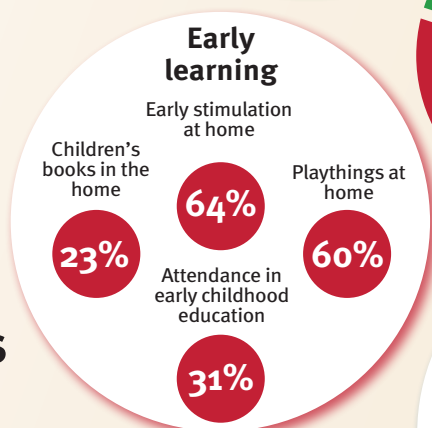 Early
learning
Early stimulation
at home
64%
Children's
books in the
home
23%
Playthings at
home
60%
Attendance in
early childhood
education
31%
s